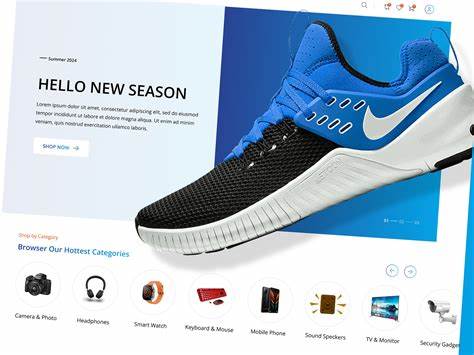 Summer 2024
HELLO NEW SEASON
Lorem ipsum dolor sit amet, consectetur adipiscing elit, sed do eiusmod
tempor incididunt ut labore et dolore magna aliqua. Ut enim ad minim
veniam, quis nostrud exercitation ullamco laboris.
SHOP NOW
Shop by Category
Browser Our Hottest Categories
Camera & Photo
Headphones
Smart Watch
Keyboard & Mouse
Mobile Phone
Sound Speckers
TV & Monitor
Security Gadget